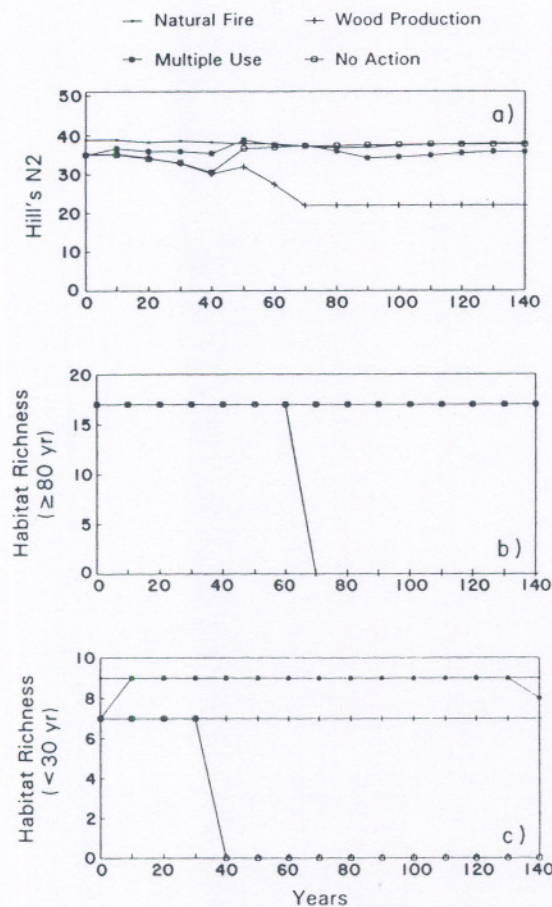 Natural Fire Wood Production
Multiple Use No Action
a)
Hill's N2
50
40
30
20
10
0
0 20 40 60 80 100 120 140
Habitat Richness
(≥80 yr)
20
15
10
5
0
b)
0 20 40 60 80 100 120 140
Habitat Richness
(<30 yr)
10
8
6
4
2
0
c)
0 20 40 60 80 100 120 140
Years